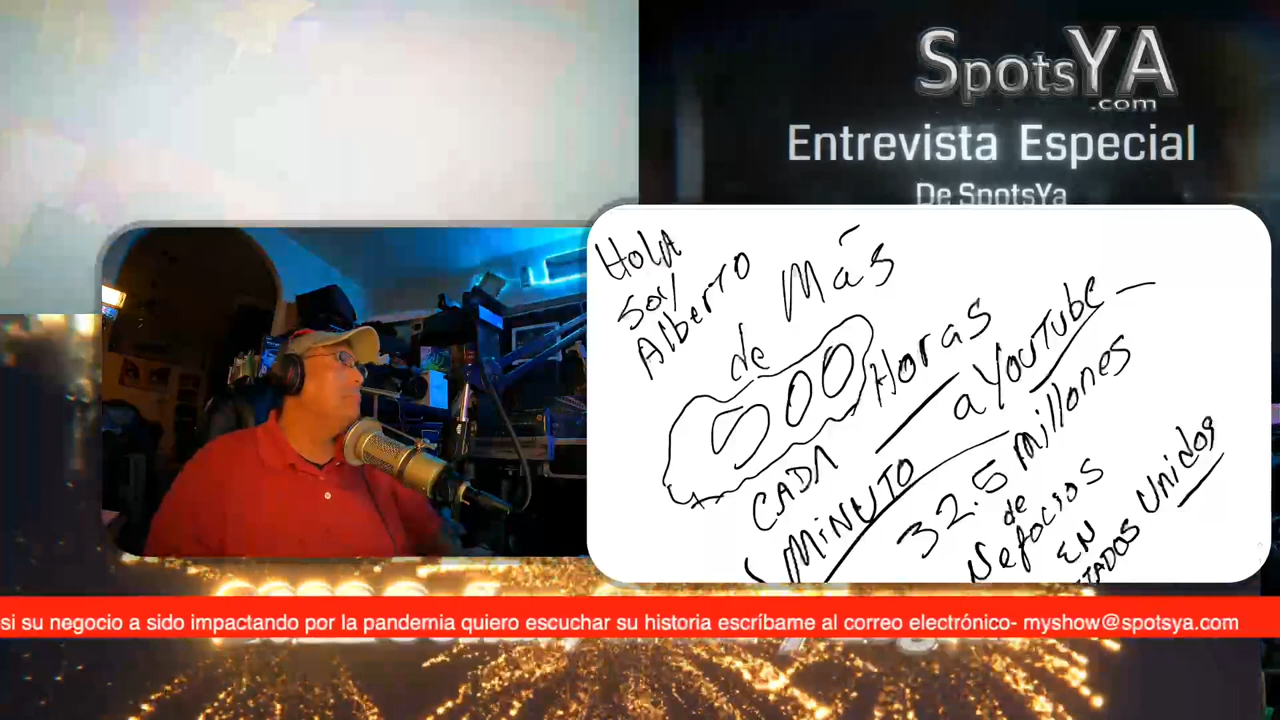 SpotsYA
.com
Entrevista Especial
De SpotsYa
Hola
Soy
Alberto
Más
de
500 Horas
CADA
MiNUTO
a YouTube
32.5 millones
de
Nefocios
EN
Unidos
si su negocio a sido impactando por la pandemia quiero escuchar su historia escríbame al correo electrónico- myshow@spotsya.com